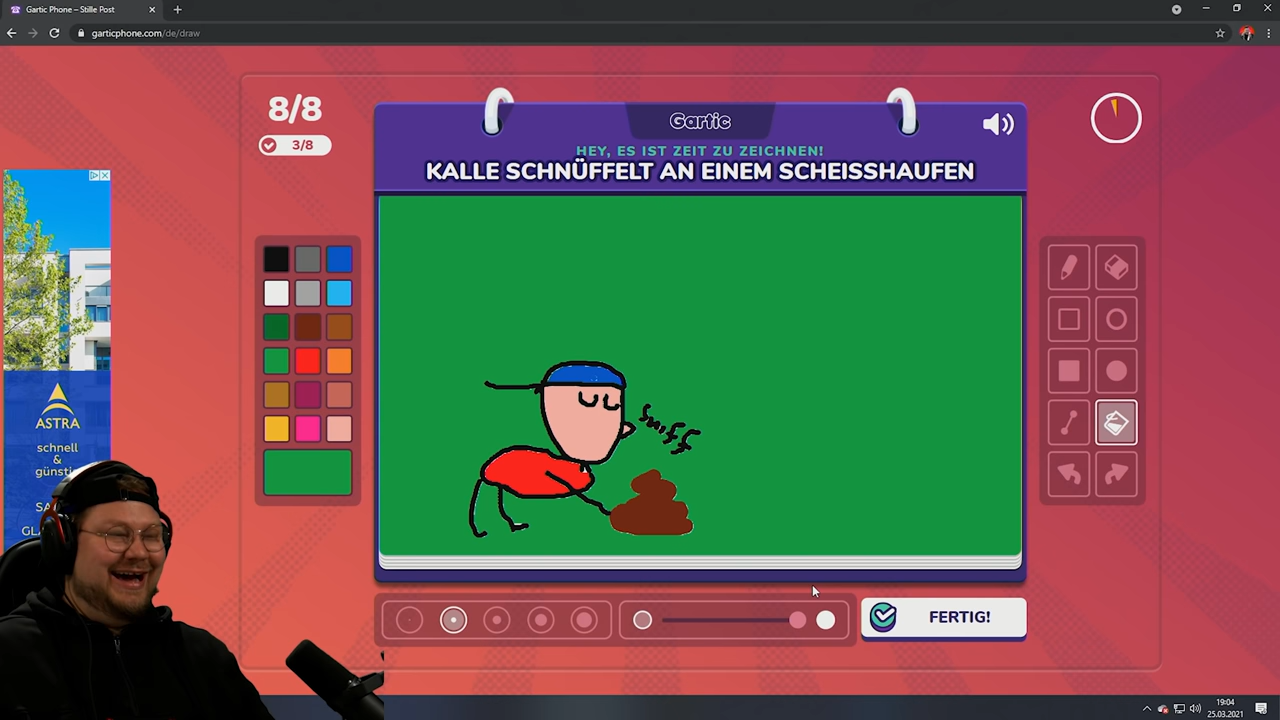 Gartic Phone – Stille Post
garticphone.com/de/draw
8/8
3/8
Gartic
HEY, ES IST ZEIT ZU ZEICHNEN!
KALLE SCHNÜFFELT AN EINEM SCHEISSHAUFEN
sniff
ASTRA
schnell
&
FERTIG!
19:04
25.03.2021